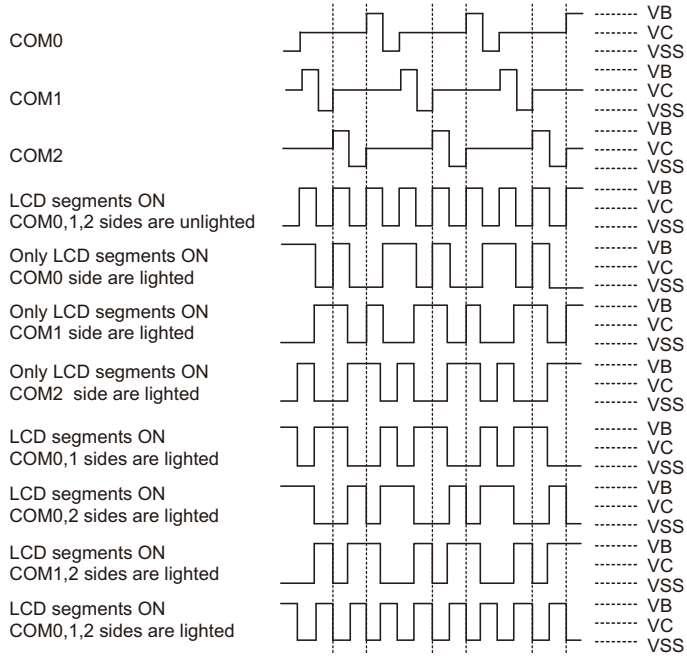 COM0
VB
VC
VSS
COM1
VB
VC
VSS
COM2
VB
VC
VSS
LCD segments ON
COM0,1,2 sides are unlighted
VB
VC
VSS
Only LCD segments ON
COM0 side are lighted
VB
VC
VSS
Only LCD segments ON
COM1 side are lighted
VB
VC
VSS
Only LCD segments ON
COM2 side are lighted
VB
VC
VSS
LCD segments ON
COM0,1 sides are lighted
VB
VC
VSS
LCD segments ON
COM0,2 sides are lighted
VB
VC
VSS
LCD segments ON
COM1,2 sides are lighted
VB
VC
VSS
LCD segments ON
COM0,1,2 sides are lighted
VB
VC
VSS